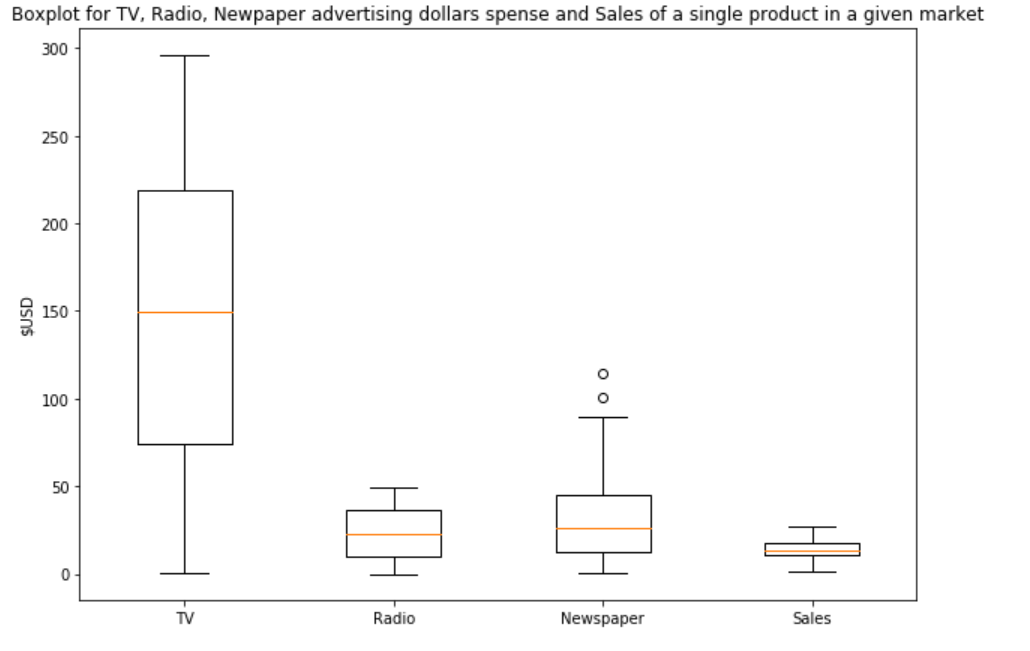 Boxplot for TV, Radio, Newpaper advertising dollars spense and Sales of a single product in a given market
300
250
200
150
100
50
0
$USD
TV
Radio
Newspaper
Sales